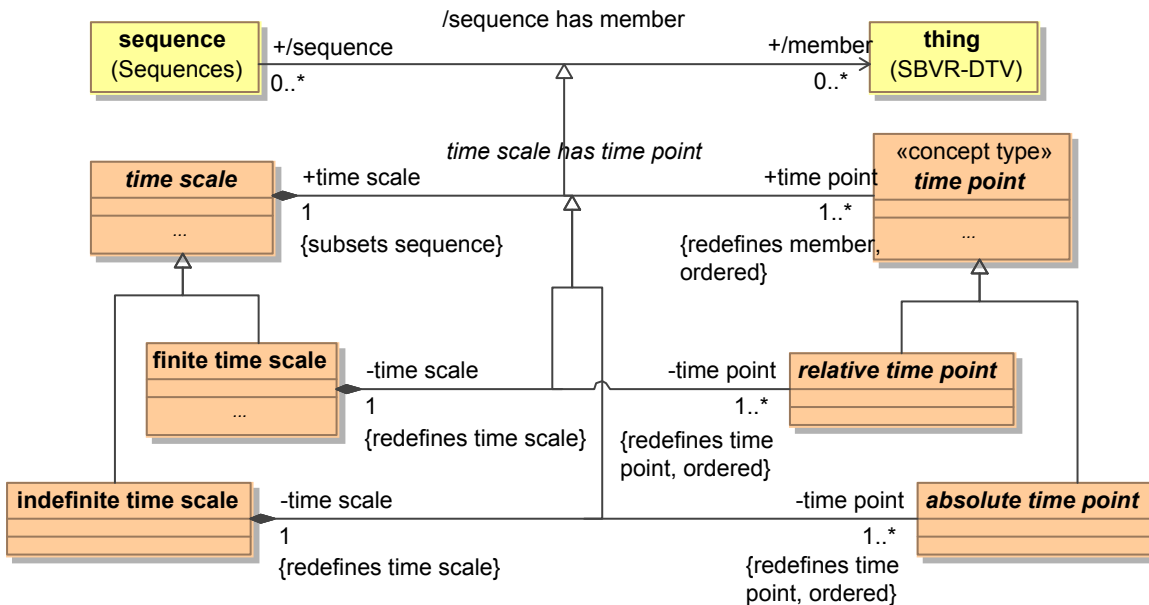 /sequence has member
sequence
(Sequences)
+/sequence
0..*
+/member
0..*
thing
(SBVR-DTV)
time scale has time point
time scale
...
+time scale
1
{subsets sequence}
+time point
1..*
{redefines member,
ordered}
«concept type»
time point
...
finite time scale
...
-time scale
1
{redefines time scale}
-time point
1..*
{redefines time
point, ordered}
relative time point
indefinite time scale
-time scale
1
{redefines time scale}
-time point
1..*
{redefines time
point, ordered}
absolute time point